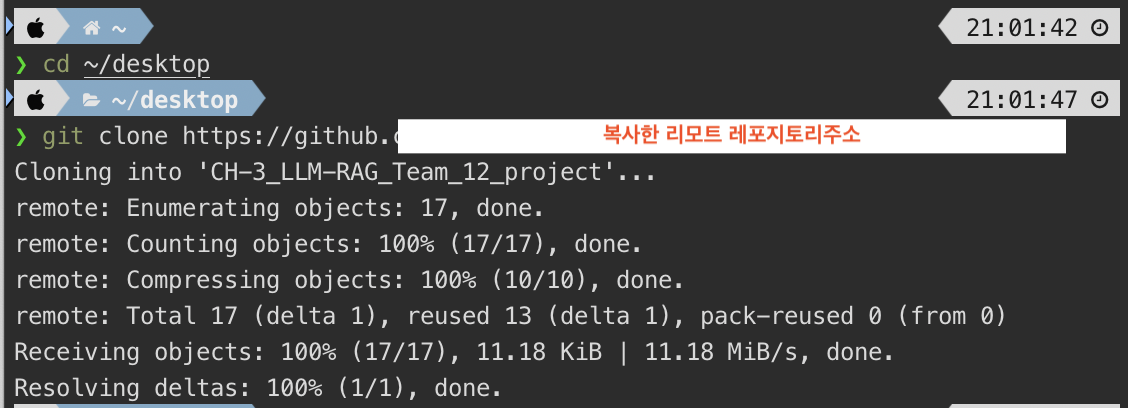 ~ 21:01:42
❯ cd ~/desktop
~/desktop 21:01:47
❯ git clone https://github. 복사한 리모트 레포지토리주소
Cloning into 'CH-3_LLM-RAG_Team_12_project'...
remote: Enumerating objects: 17, done.
remote: Counting objects: 100% (17/17), done.
remote: Compressing objects: 100% (10/10), done.
remote: Total 17 (delta 1), reused 13 (delta 1), pack-reused 0 (from 0)
Receiving objects: 100% (17/17), 11.18 KiB | 11.18 MiB/s, done.
Resolving deltas: 100% (1/1), done.